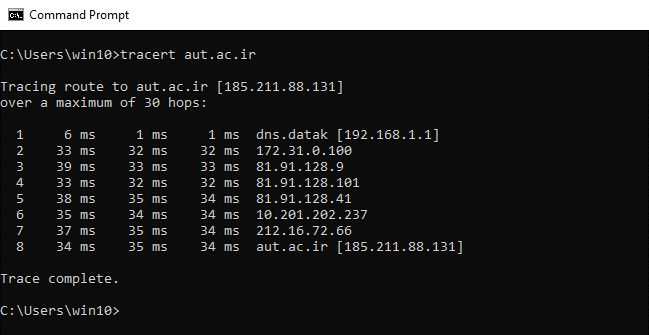 Command Prompt
C:\Users\win10>tracert aut.ac.ir
Tracing route to aut.ac.ir [185.211.88.131]
over a maximum of 30 hops:
1 6 ms 1 ms 1 ms dns.datak [192.168.1.1]
2 33 ms 32 ms 32 ms 172.31.0.100
3 39 ms 33 ms 33 ms 81.91.128.9
4 33 ms 32 ms 32 ms 81.91.128.101
5 38 ms 35 ms 34 ms 81.91.128.41
6 35 ms 34 ms 34 ms 10.201.202.237
7 37 ms 35 ms 34 ms 212.16.72.66
8 34 ms 35 ms 34 ms aut.ac.ir [185.211.88.131]
Trace complete.
C:\Users\win10>